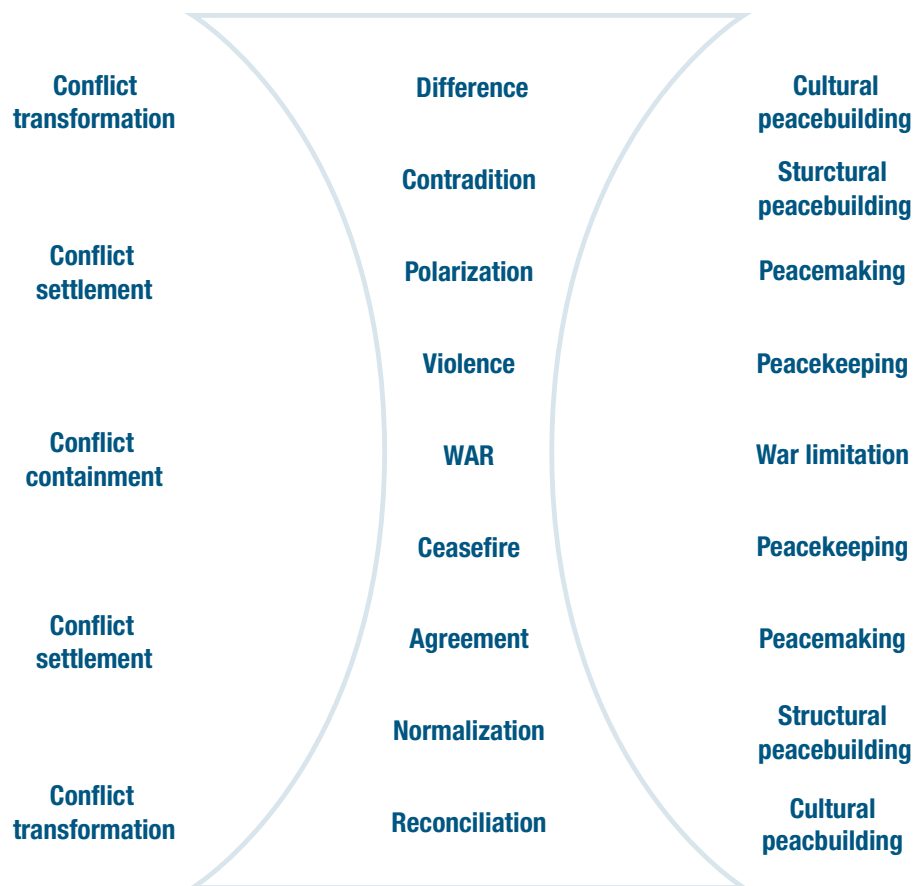 Conflict
transformation
Difference
Cultural
peacebuilding
Contradition
Sturctural
peacebuilding
Conflict
settlement
Polarization
Peacemaking
Violence
Peacekeeping
Conflict
containment
WAR
War limitation
Ceasefire
Peacekeeping
Conflict
settlement
Agreement
Peacemaking
Normalization
Structural
peacebuilding
Conflict
transformation
Reconciliation
Cultural
peacbuilding